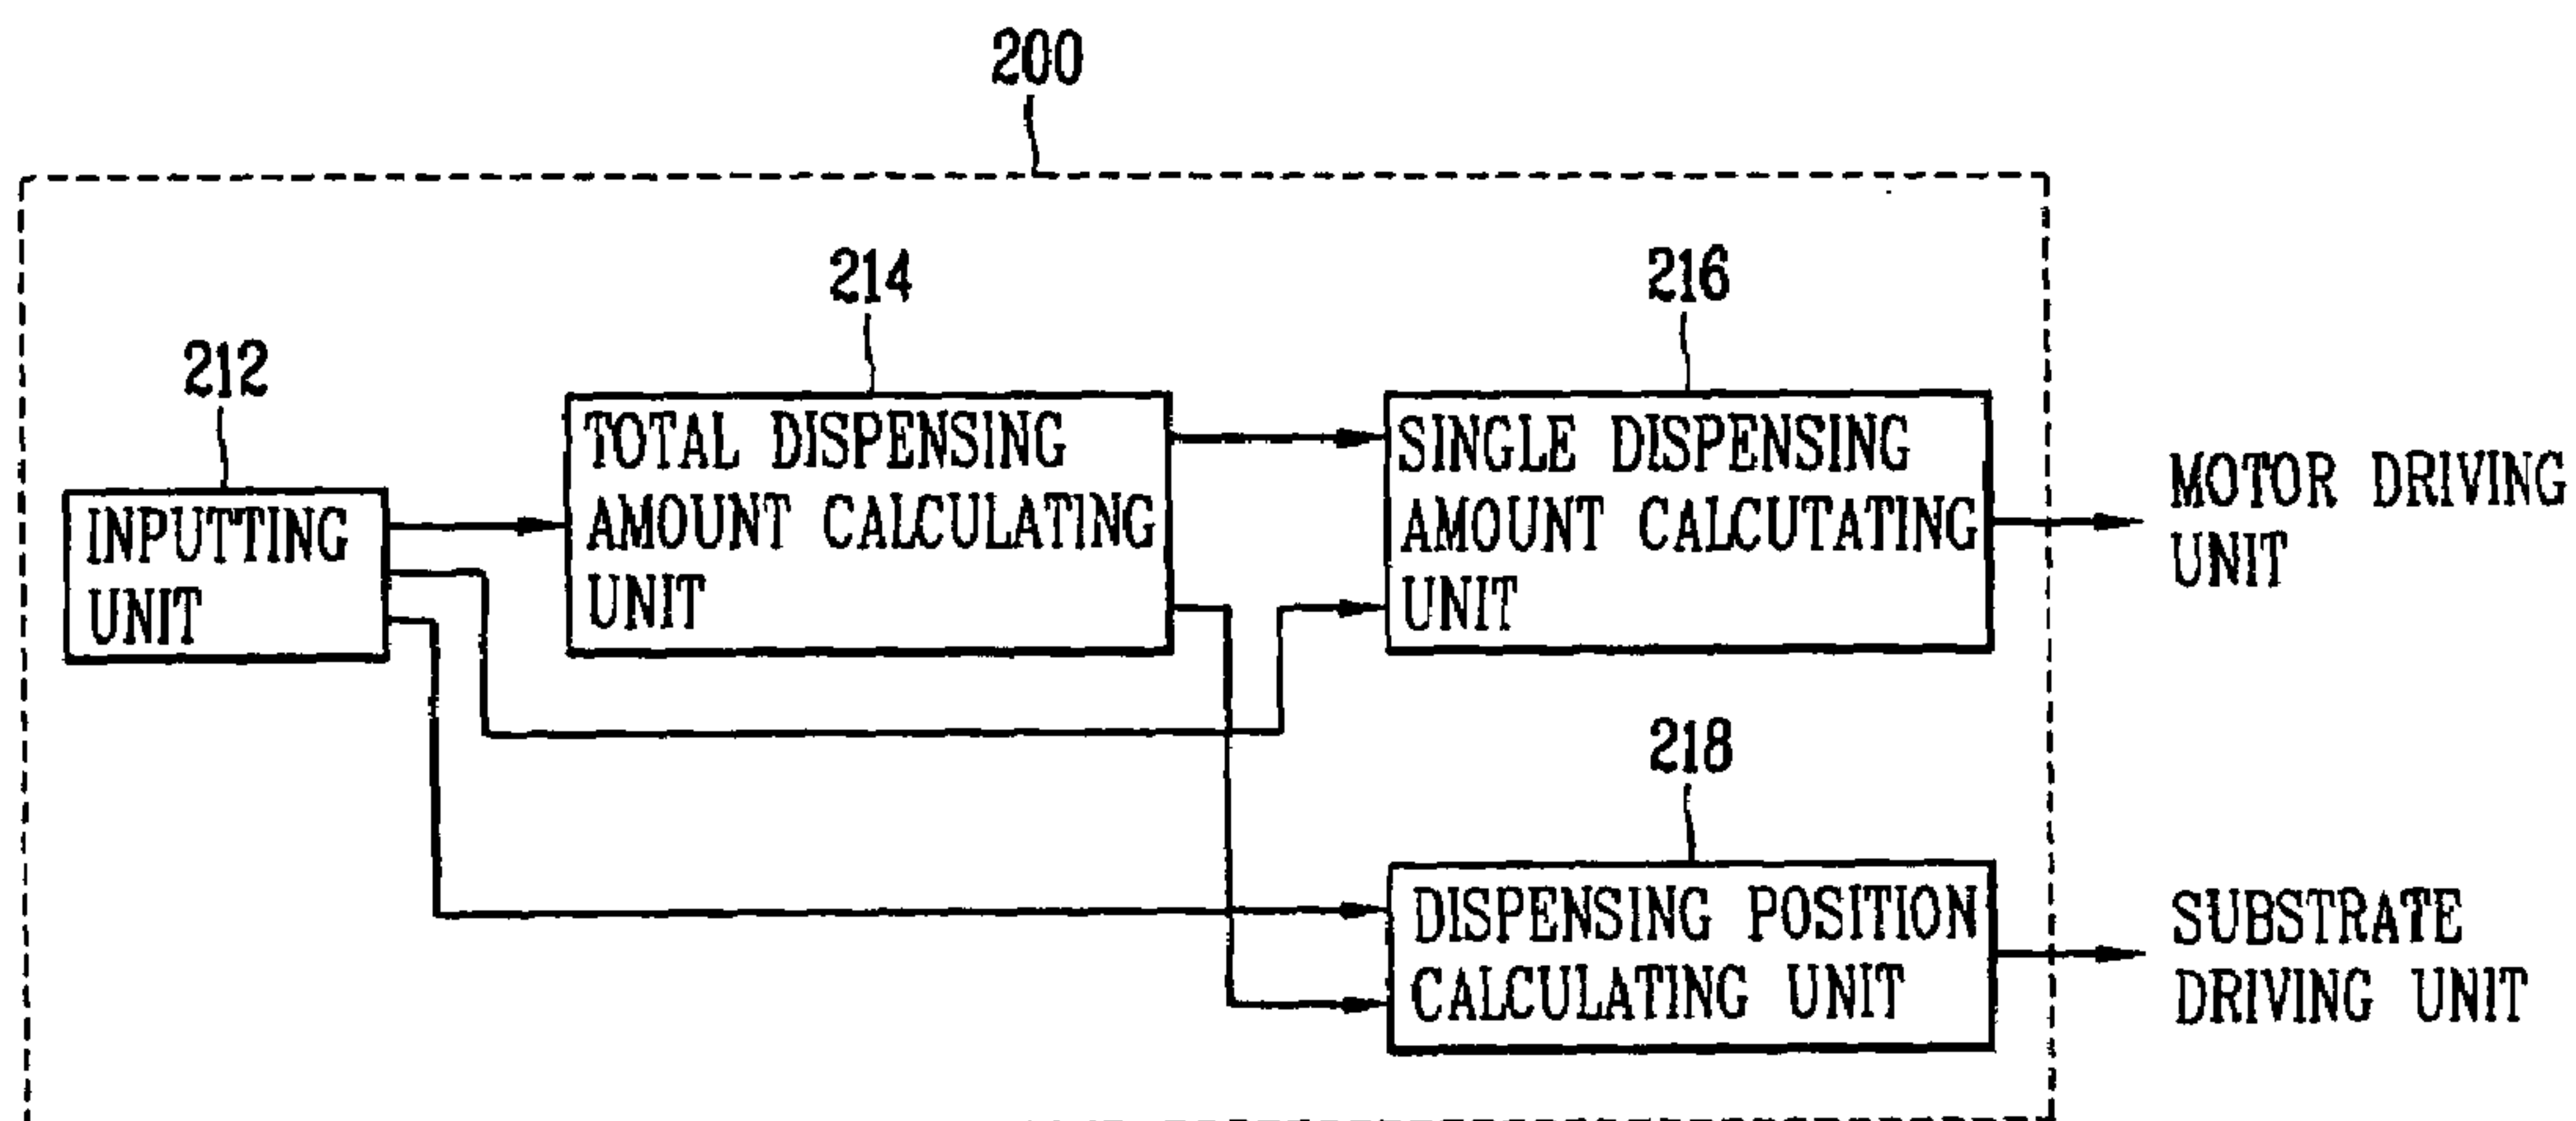 200
214
216
212
TOTAL DISPENSING
AMOUNT CALCULATING
UNIT
SINGLE DISPENSING
AMOUNT CALCUTATING
UNIT
MOTOR DRIVING
UNIT
INPUTTING
UNIT
218
DISPENSING POSITION
CALCULATING UNIT
SUBSTRATE
DRIVING UNIT